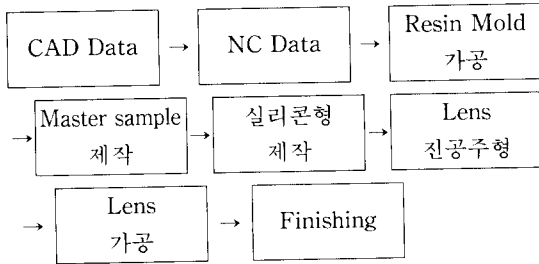 CAD Data → NC Data → Resin Mold
가공
→ Master sample
제작 → 실리콘형
제작 → Lens
진공주형
→ Lens
가공 → Finishing